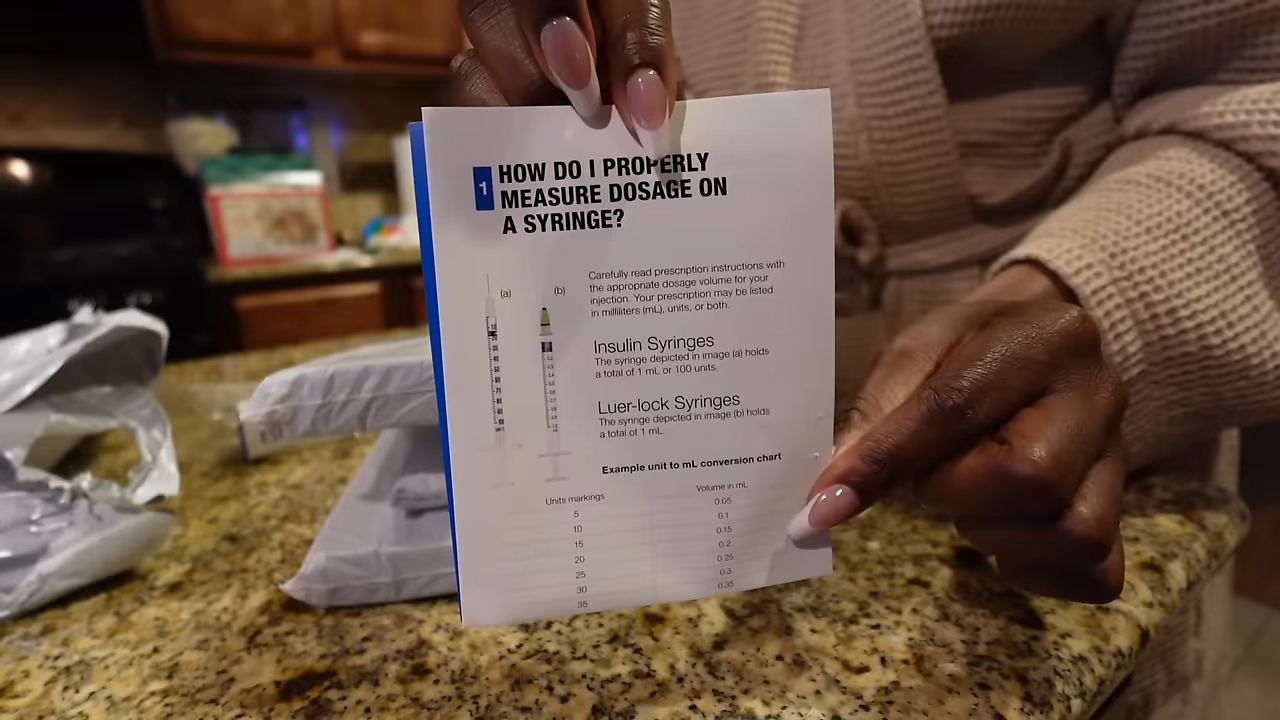 1
HOW DO I PROPERLY
MEASURE DOSAGE ON
A SYRINGE?
(a)
(b)
Carefully read prescription instructions with
the appropriate dosage volume for your
injection. Your prescription may be listed
in milliliters (mL), units, or both.
Insulin Syringes
The syringe depicted in image (a) holds
a total of 1 mL or 100 units.
Luer-lock Syringes
The syringe depicted in image (b) holds
a total of 1 mL
Example unit to mL conversion chart
Units markings Volume in mL
5 0.05
10 0.1
15 0.15
20 0.2
25 0.25
30 0.3
35 0.35